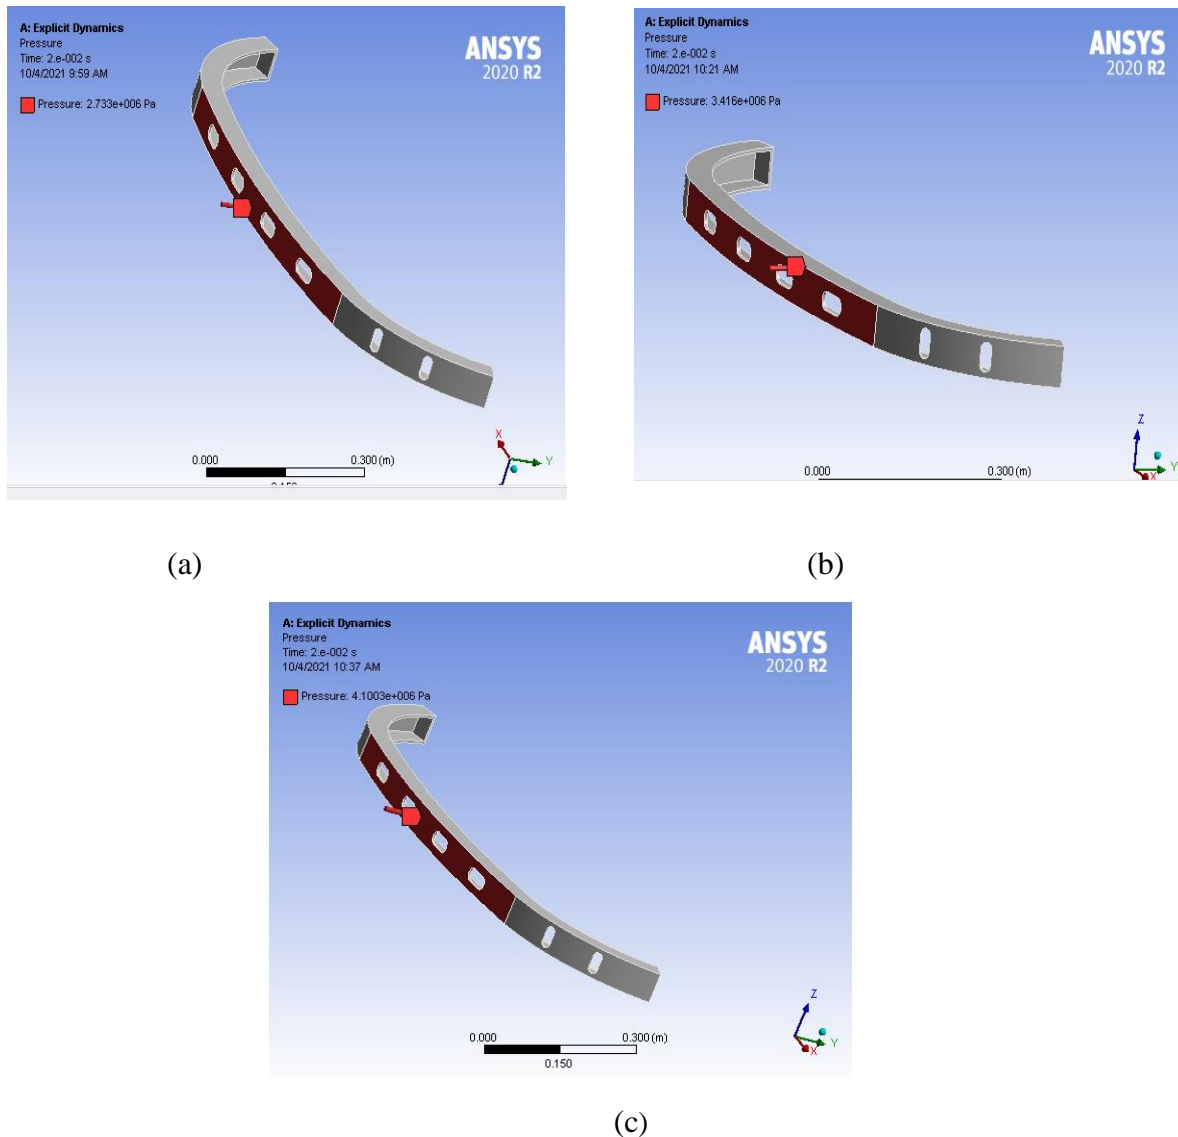 A: Explicit Dynamics
Pressure
Time: 2.e-002 s
10/4/2021 9:59 AM
Pressure: 2.733e+006 Pa
ANSYS
2020 R2
X
Y
0.000 0.300 (m)
A: Explicit Dynamics
Pressure
Time: 2.e-002 s
10/4/2021 10:21 AM
Pressure: 3.416e+006 Pa
ANSYS
2020 R2
Z
Y
X
0.000 0.300 (m)
(a) (b)
A: Explicit Dynamics
Pressure
Time: 2.e-002 s
10/4/2021 10:37 AM
Pressure: 4.1003e+006 Pa
ANSYS
2020 R2
Z
Y
X
0.000 0.300 (m)
0.150
(c)